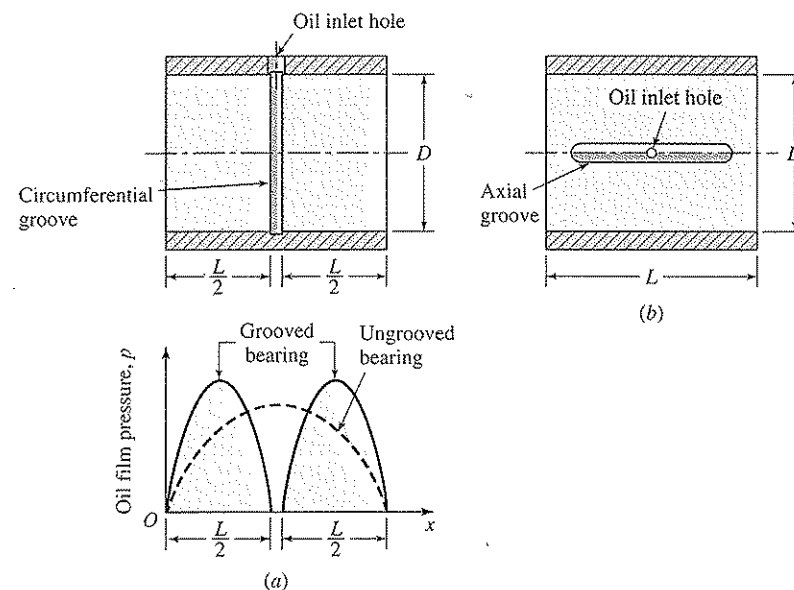 Oil inlet hole
D
Circumferential
groove
L/2
L/2
Oil inlet hole
Axial
groove
L
(b)
Grooved
bearing
Ungrooved
bearing
Oil film pressure, p
O
x
L/2
L/2
(a)